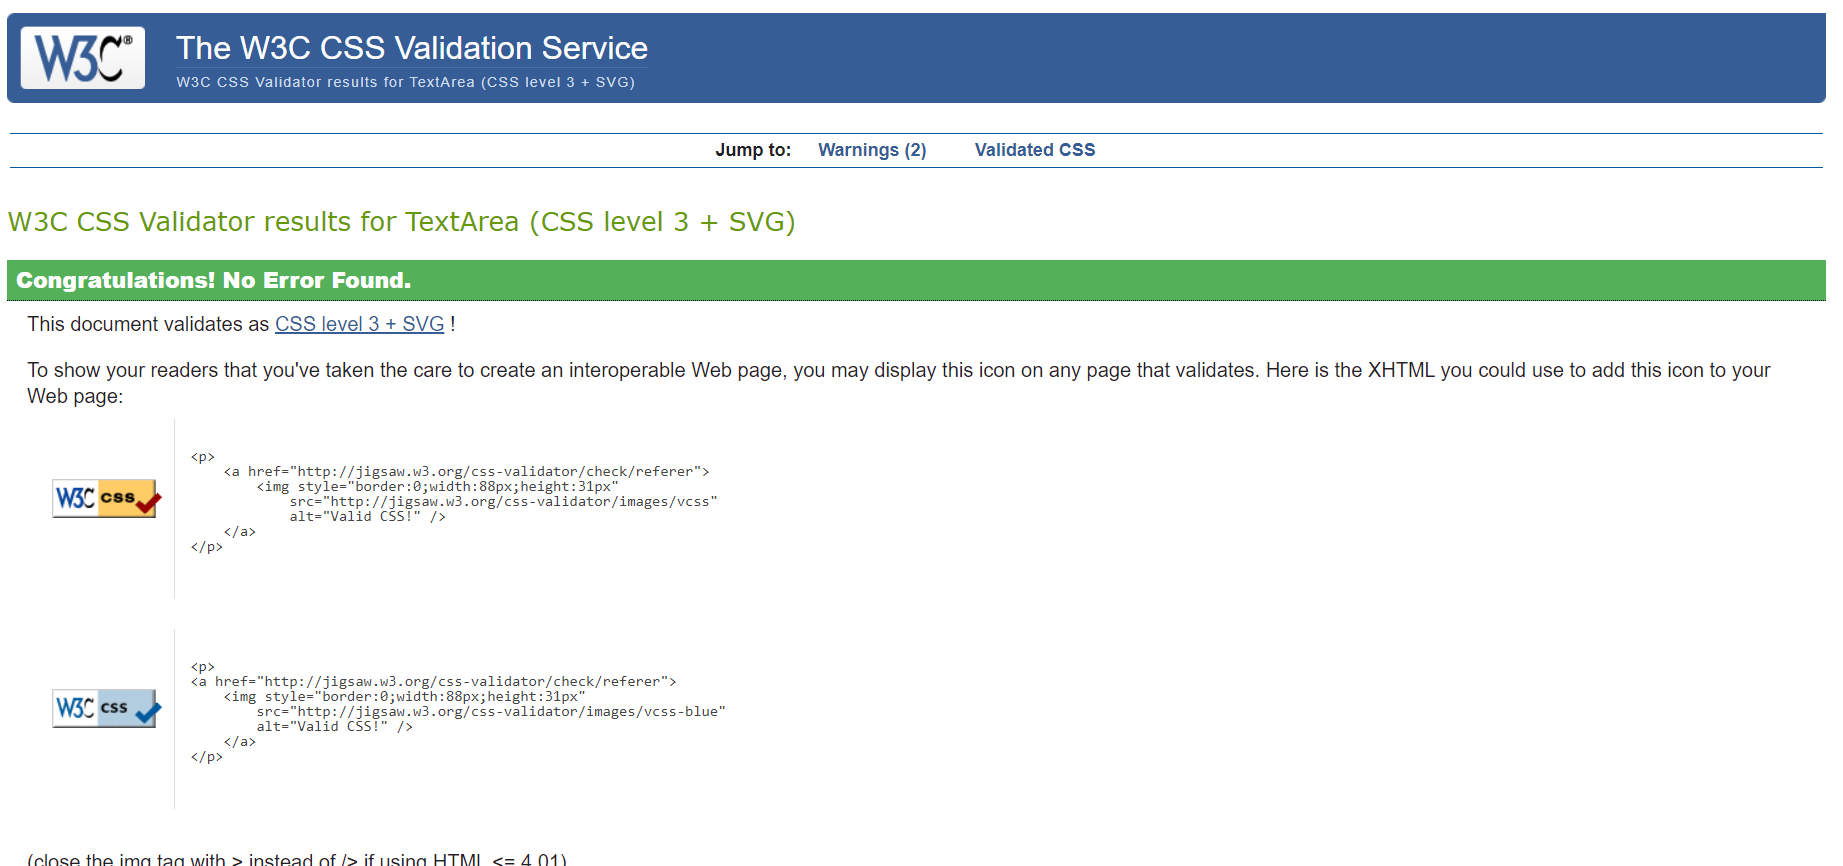 W3C®
The W3C CSS Validation Service
W3C CSS Validator results for TextArea (CSS level 3 + SVG)
Jump to: Warnings (2) Validated CSS
W3C CSS Validator results for TextArea (CSS level 3 + SVG)
Congratulations! No Error Found.
This document validates as CSS level 3 + SVG !
To show your readers that you've taken the care to create an interoperable Web page, you may display this icon on any page that validates. Here is the XHTML you could use to add this icon to your
Web page:
W3C css
<p>
    <a href="http://jigsaw.w3.org/css-validator/check/referer">
        <img style="border:0;width:88px;height:31px"
            src="http://jigsaw.w3.org/css-validator/images/vcss"
            alt="Valid CSS!" />
    </a>
</p>
W3C css
<p>
<a href="http://jigsaw.w3.org/css-validator/check/referer">
    <img style="border:0;width:88px;height:31px"
        src="http://jigsaw.w3.org/css-validator/images/vcss-blue"
        alt="Valid CSS!" />
    </a>
</p>
(close the img tag with > instead of /> if using HTML <= 4.01)